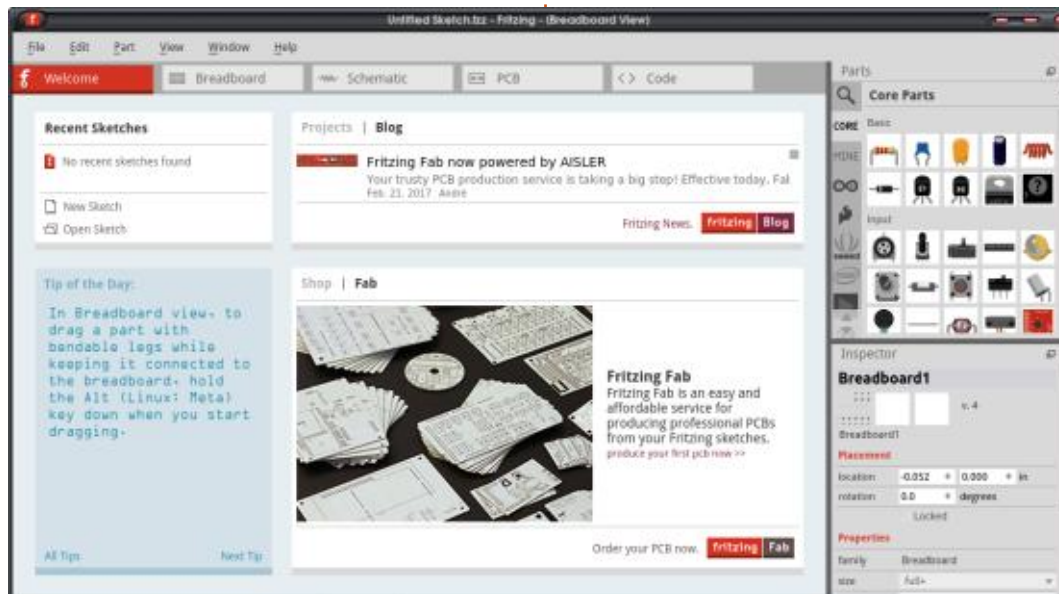 Untitled Sketch.fzz - Fritzing - (Breadboard View)
File Edit Part View Window Help
Welcome Breadboard Schematic PCB Code
Recent Sketches
No recent sketches found
New Sketch
Open Sketch
Projects | Blog
Fritzing Fab now powered by AISLER
Your trusty PCB production service is taking a big step! Effective today, Fal
Feb. 23, 2017 André
Fritzing News. fritzing Blog
Tip of the Day:
In Breadboard view, to
drag a part with
bendable legs while
keeping it connected to
the breadboard, hold
the Alt (Linux: Meta)
key down when you start
dragging.
All Tips Next Tip
Shop | Fab
Fritzing Fab
Fritzing Fab is an easy and
affordable service for
producing professional PCBs
from your Fritzing sketches.
produce your first pcb now >>
Order your PCB now. fritzing Fab
Parts
Core Parts
CORE
MINE
Basic
Input
Inspector
Breadboard1
v. 4
Breadboard1
Placement
location -0.052 0.000 in
rotation 0.0 degrees
Locked
Properties
family Breadboard
size full+